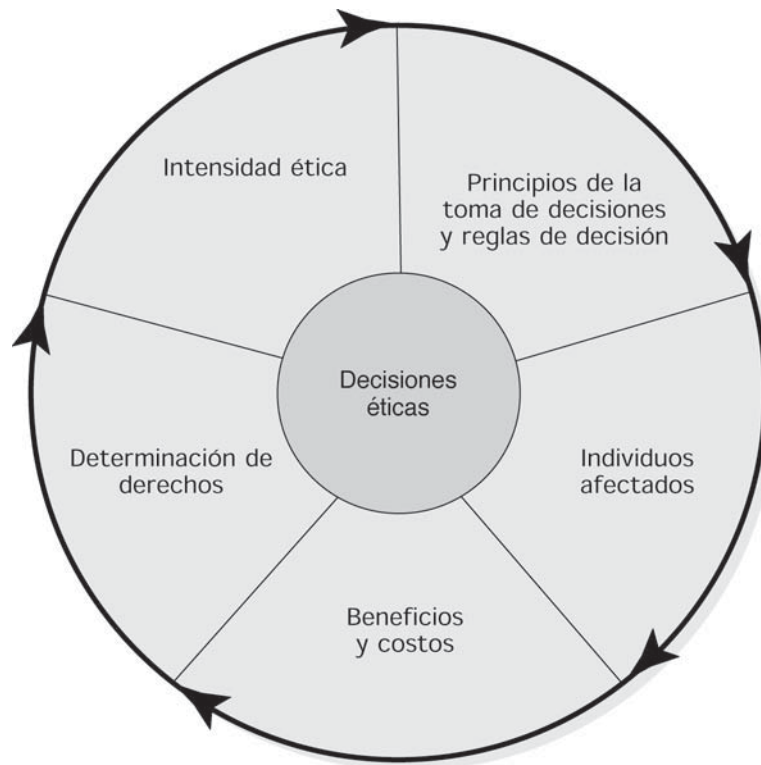 Intensidad ética
Principios de la
toma de decisiones
y reglas de decisión
Decisiones
éticas
Determinación de
derechos
Individuos
afectados
Beneficios
y costos